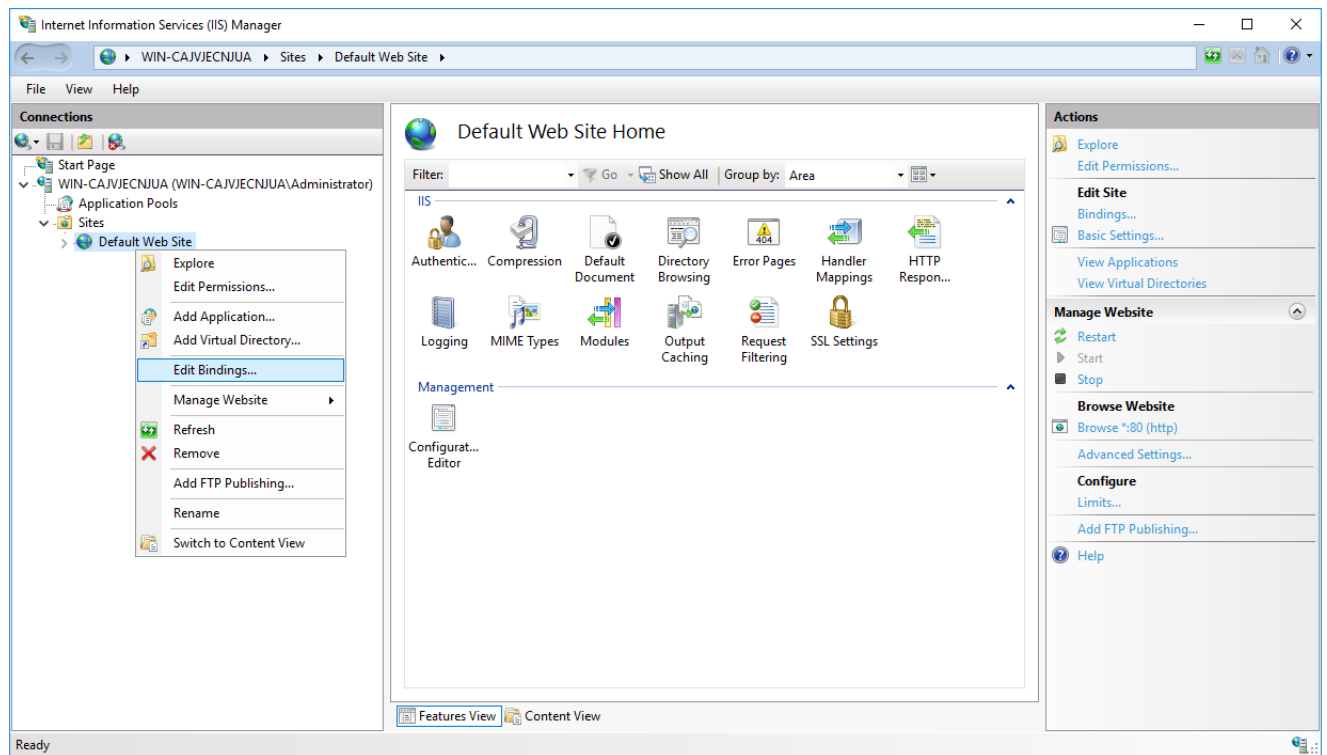 Internet Information Services (IIS) Manager
WIN-CAJVJECNJUA Sites Default Web Site
File View Help
Connections
Start Page
WIN-CAJVJECNJUA (WIN-CAJVJECNJUA\Administrator)
Application Pools
Sites
Default Web Site
Explore
Edit Permissions...
Add Application...
Add Virtual Directory...
Edit Bindings...
Manage Website
Refresh
Remove
Add FTP Publishing...
Rename
Switch to Content View
Default Web Site Home
Filter: Go Show All Group by: Area
IIS
Authentic... Compression Default Document Directory Browsing Error Pages Handler Mappings HTTP Respon...
404
Logging MIME Types Modules Output Caching Request Filtering SSL Settings
Management
Configurat... Editor
Features View Content View
Actions
Explore
Edit Permissions...
Edit Site
Bindings...
Basic Settings...
View Applications
View Virtual Directories
Manage Website
Restart
Start
Stop
Browse Website
Browse *:80 (http)
Advanced Settings...
Configure
Limits...
Add FTP Publishing...
Help
Ready